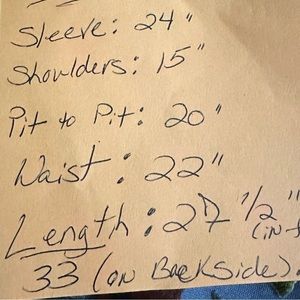 Sleeve: 24"
Shoulders: 15"
Pit to Pit: 20"
Waist: 22"
Length: 27 1/2"
(in-
33 (on Backside)